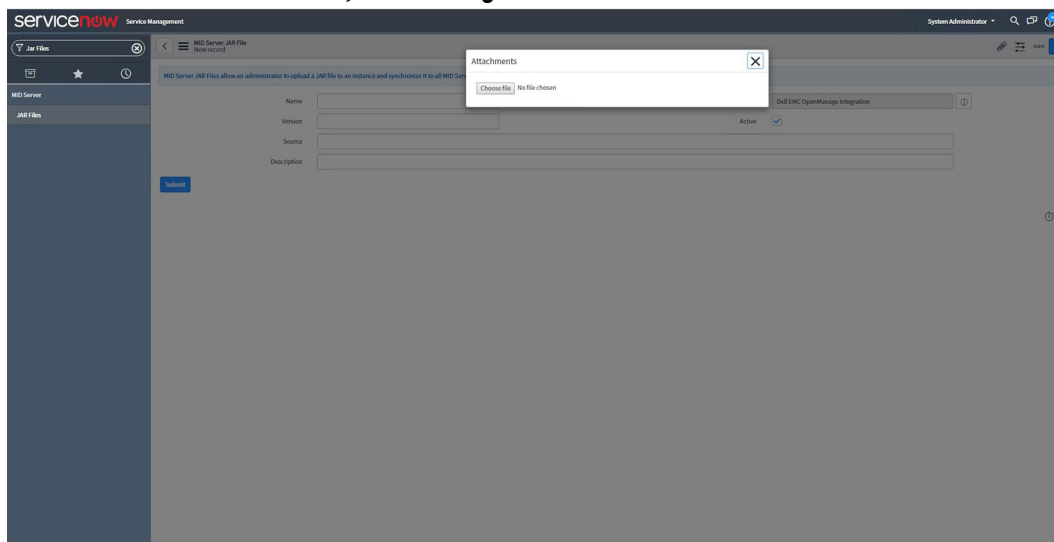 servicenow Service Management
System Administrator
Jar Files
MID Server JAR File
New record
Attachments
Choose file No file chosen
MID Server
JAR Files
MID Server JAR Files allow an administrator to upload a JAR file to an instance and synchronize it to all MID Ser
Name
Dell EMC OpenManage Integration
Version
Active
Source
Description
Submit